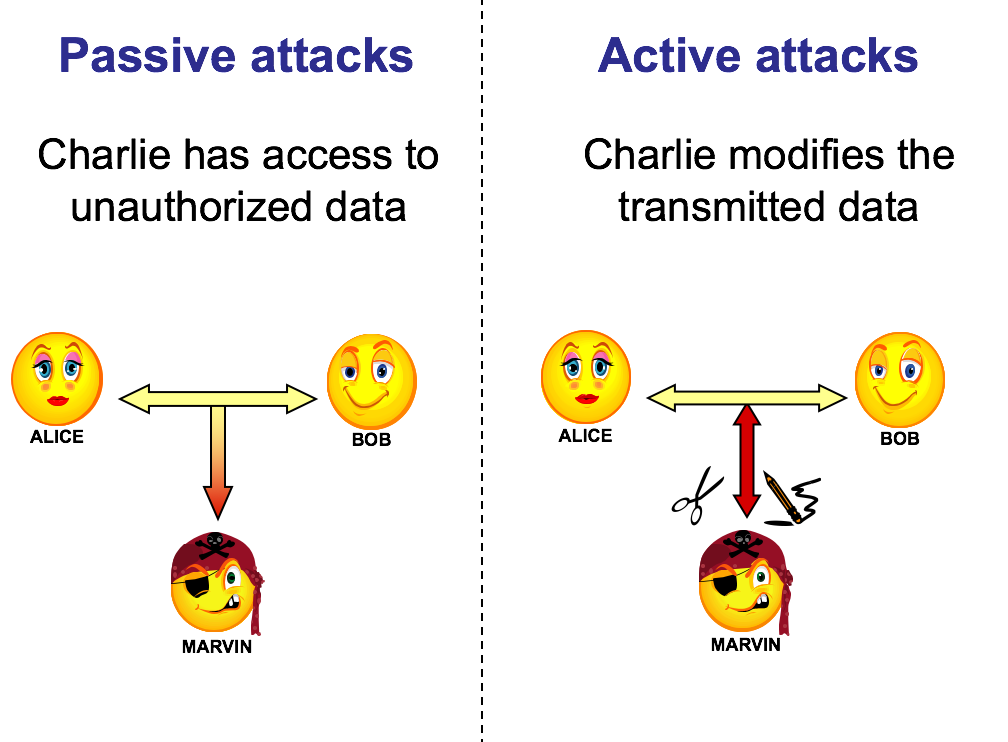 Passive attacks
Charlie has access to
unauthorized data
ALICE
BOB
MARVIN
Active attacks
Charlie modifies the
transmitted data
ALICE
BOB
MARVIN